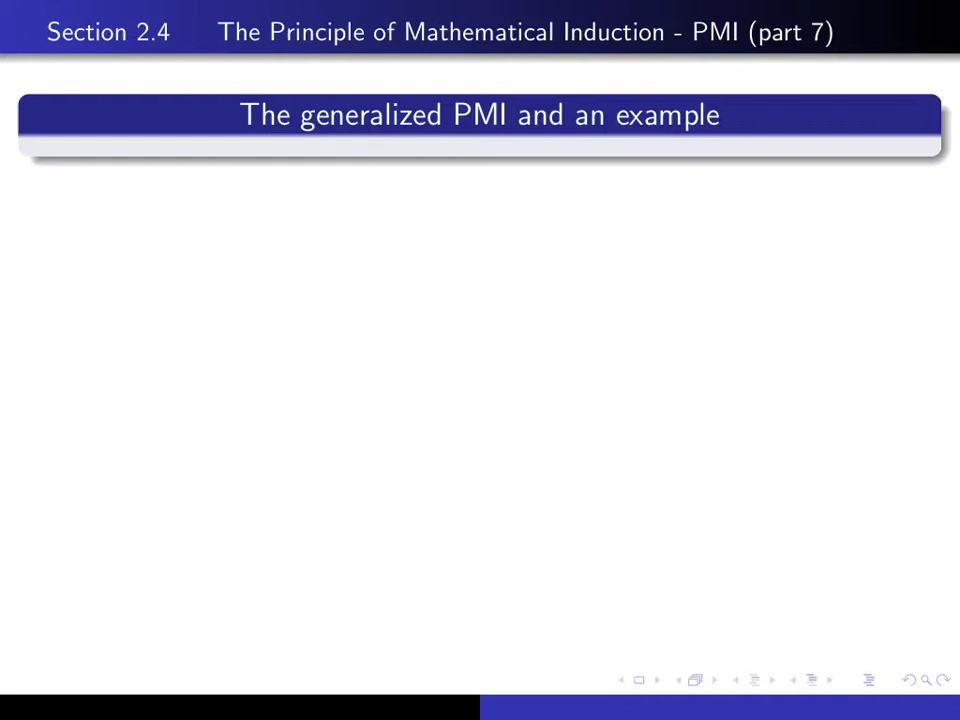 Section 2.4 The Principle of Mathematical Induction - PMI (part 7)
The generalized PMI and an example